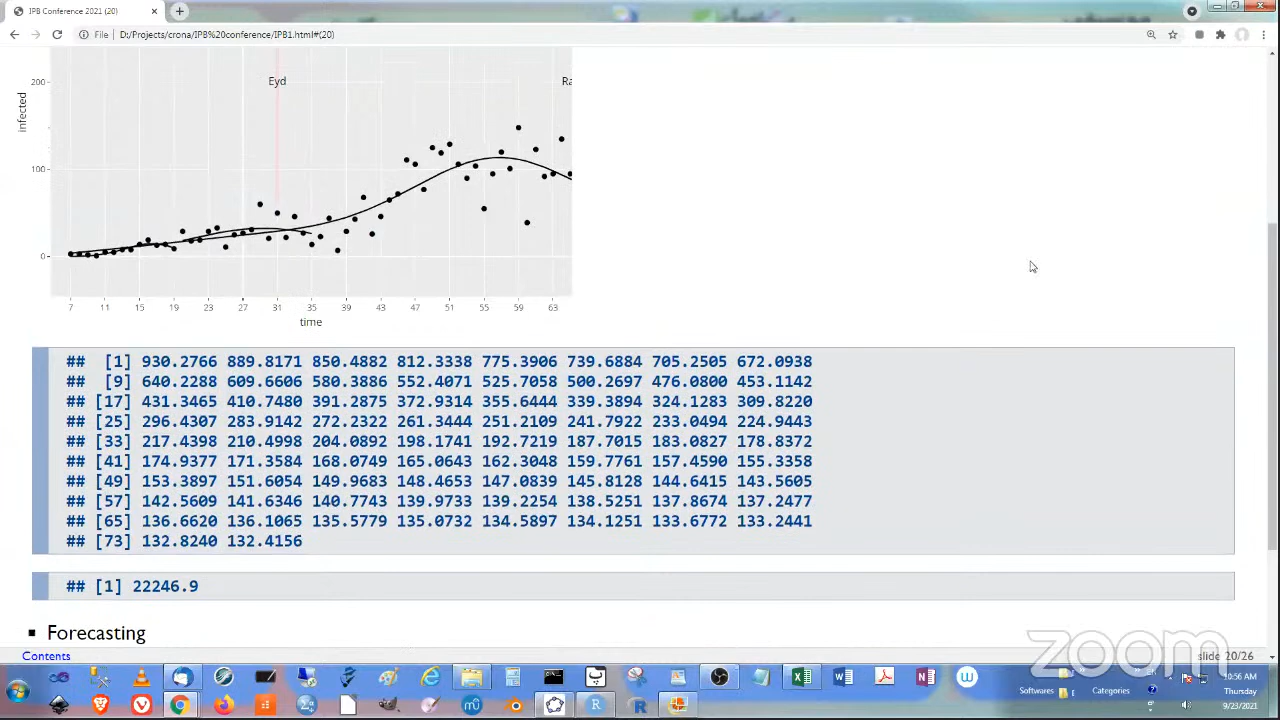 IPB Conference 2021 (20)
File | D:/Projects/crona/IPB%20conference/IPB1.html#(20)
200
Eyd
Ra
infected
100
0
7 11 15 19 23 27 31 35 39 43 47 51 55 59 63
time
## [1] 930.2766 889.8171 850.4882 812.3338 775.3906 739.6884 705.2505 672.0938
## [9] 640.2288 609.6606 580.3886 552.4071 525.7058 500.2697 476.0800 453.1142
## [17] 431.3465 410.7480 391.2875 372.9314 355.6444 339.3894 324.1283 309.8220
## [25] 296.4307 283.9142 272.2322 261.3444 251.2109 241.7922 233.0494 224.9443
## [33] 217.4398 210.4998 204.0892 198.1741 192.7219 187.7015 183.0827 178.8372
## [41] 174.9377 171.3584 168.0749 165.0643 162.3048 159.7761 157.4590 155.3358
## [49] 153.3897 151.6054 149.9683 148.4653 147.0839 145.8128 144.6415 143.5605
## [57] 142.5609 141.6346 140.7743 139.9733 139.2254 138.5251 137.8674 137.2477
## [65] 136.6620 136.1065 135.5779 135.0732 134.5897 134.1251 133.6772 133.2441
## [73] 132.8240 132.4156
## [1] 22246.9
Forecasting
zoom
Contents
slide 20/26
10:56 AM
Softwares
Categories
Thursday
9/23/2021